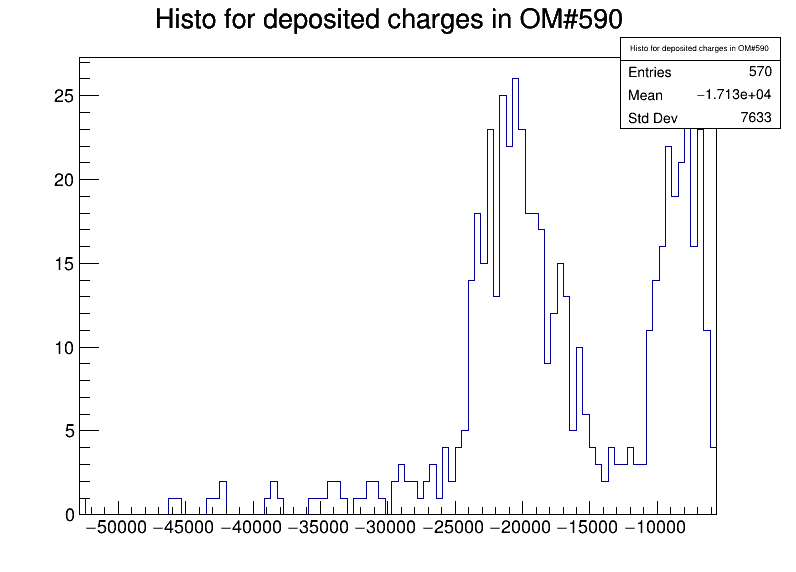 Histo for deposited charges in OM#590
Histo for deposited charges in OM#590
Entries 570
Mean −1.713e+04
Std Dev 7633
25
20
15
10
5
0
−50000 −45000 −40000 −35000 −30000 −25000 −20000 −15000 −10000